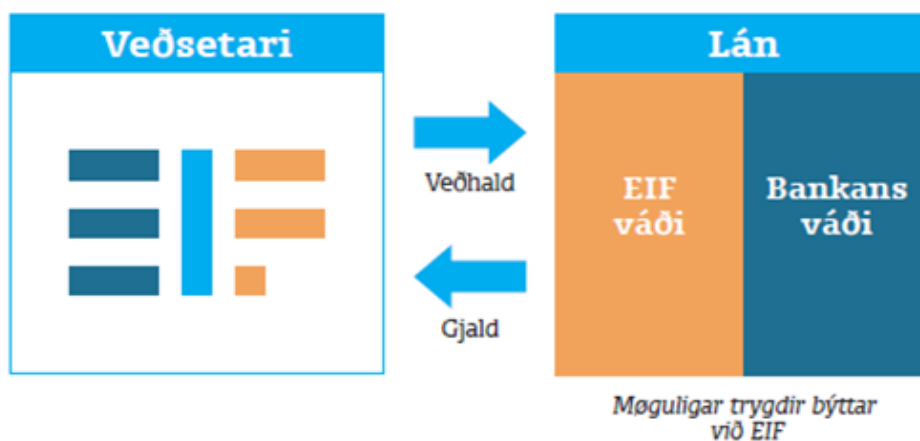 Veðsetari
Lán
Veðhald
Gjald
EIF
váði
Bankans
váði
Møguligar trygdir býttar
við EIF